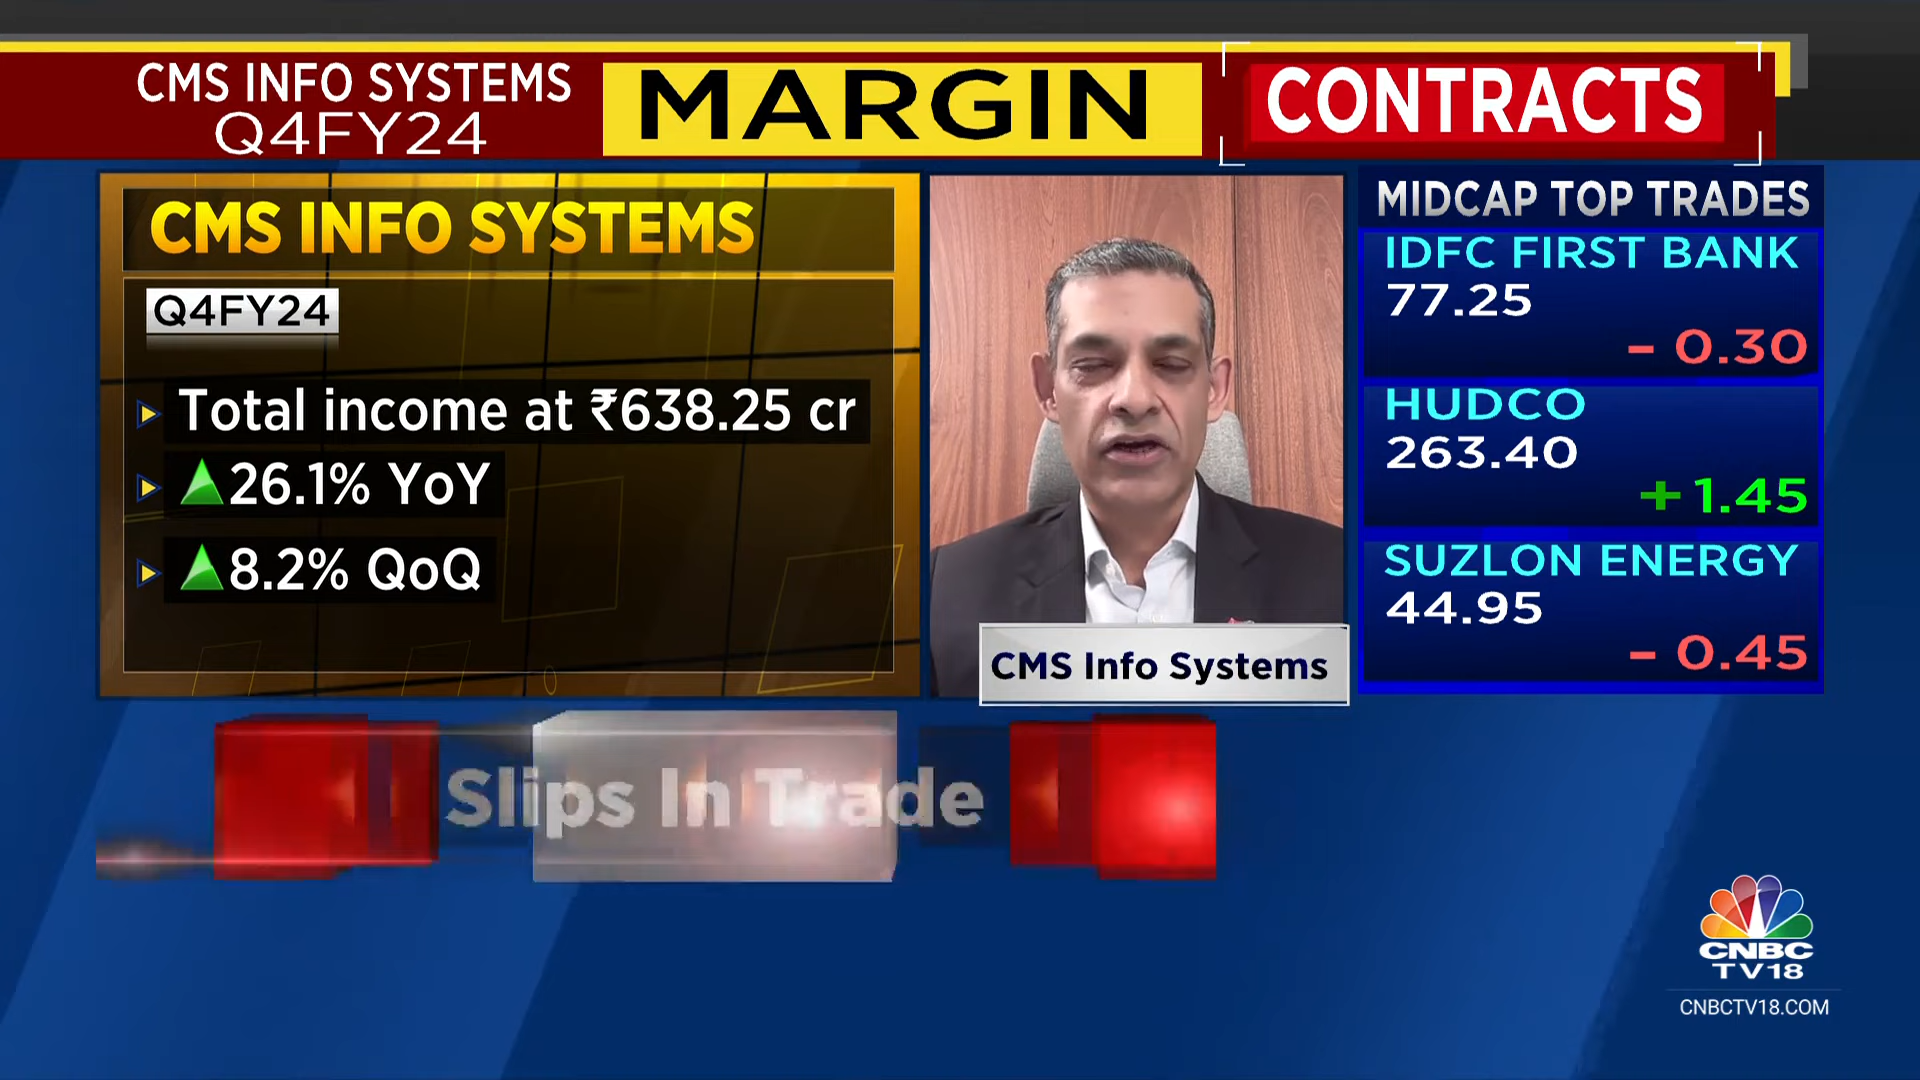 CMS INFO SYSTEMS
Q4FY24
MARGIN
CONTRACTS
CMS INFO SYSTEMS
Q4FY24
Total income at ₹638.25 cr
26.1% YoY
8.2% QoQ
CMS Info Systems
MIDCAP TOP TRADES
IDFC FIRST BANK
77.25
- 0.30
HUDCO
263.40
+ 1.45
SUZLON ENERGY
44.95
- 0.45
Slips In Trade
CNBC
TV18
CNBCTV18.COM